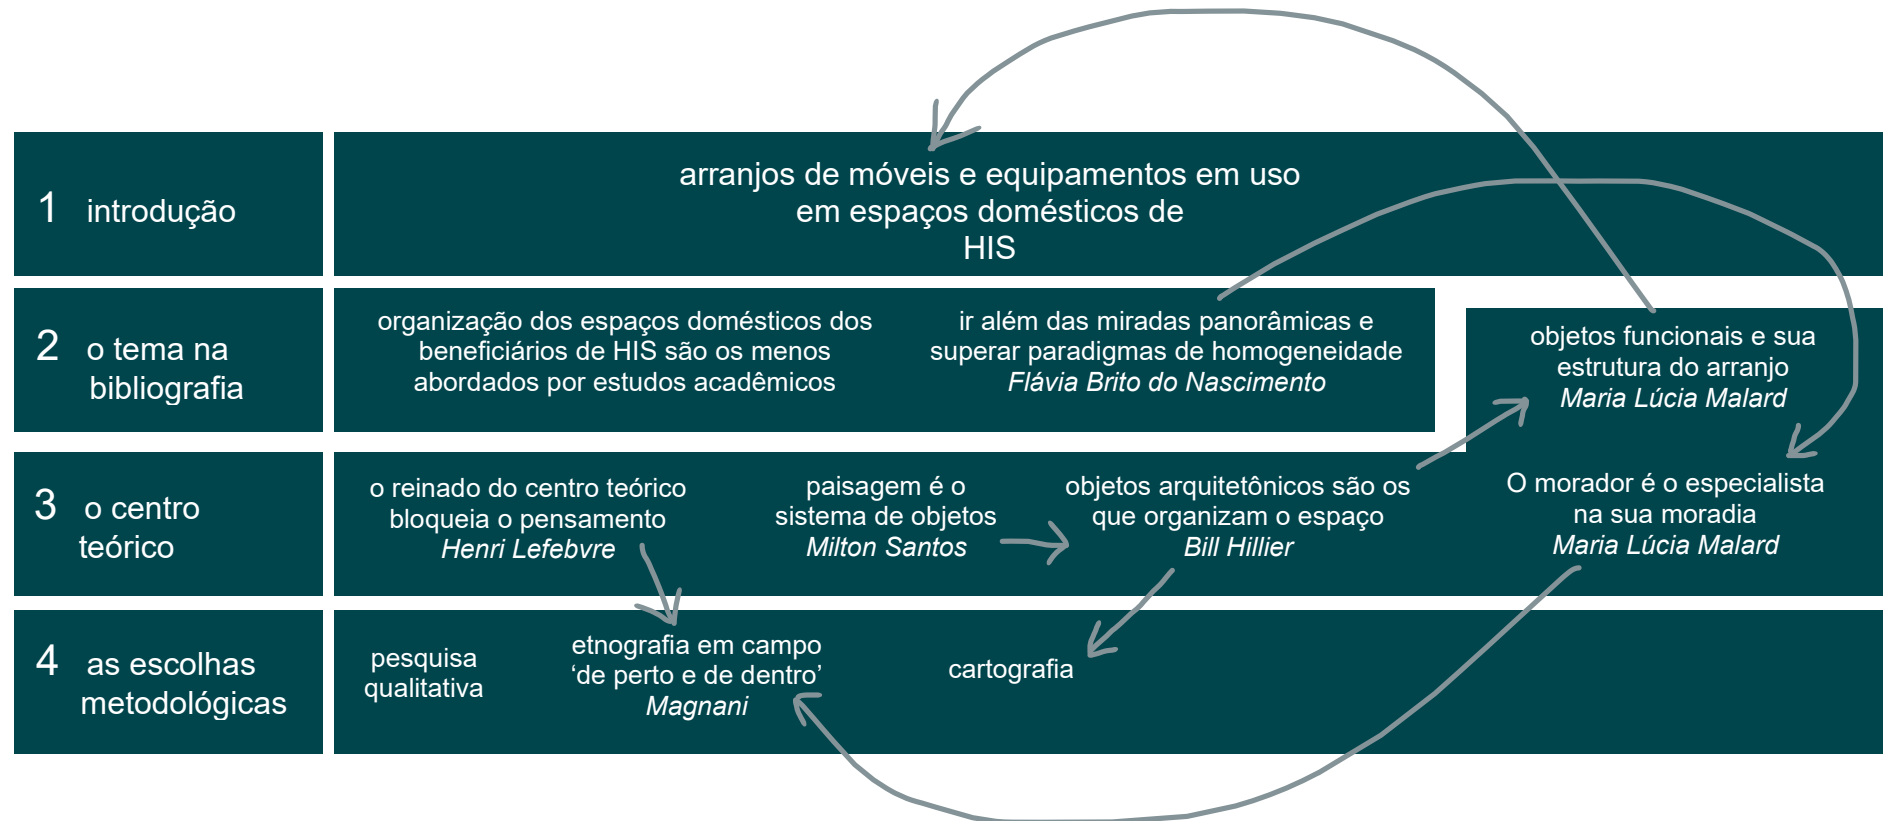 1 introdução
arranjos de móveis e equipamentos em uso
em espaços domésticos de
HIS
2 o tema na
bibliografia
organização dos espaços domésticos dos
beneficiários de HIS são os menos
abordados por estudos acadêmicos
ir além das miradas panorâmicas e
superar paradigmas de homogeneidade
Flávia Brito do Nascimento
objetos funcionais e sua
estrutura do arranjo
Maria Lúcia Malard
3 o centro
teórico
o reinado do centro teórico
bloqueia o pensamento
Henri Lefebvre
paisagem é o
sistema de objetos
Milton Santos
objetos arquitetônicos são os
que organizam o espaço
Bill Hillier
O morador é o especialista
na sua moradia
Maria Lúcia Malard
4 as escolhas
metodológicas
pesquisa
qualitativa
etnografia em campo
‘de perto e de dentro’
Magnani
cartografia